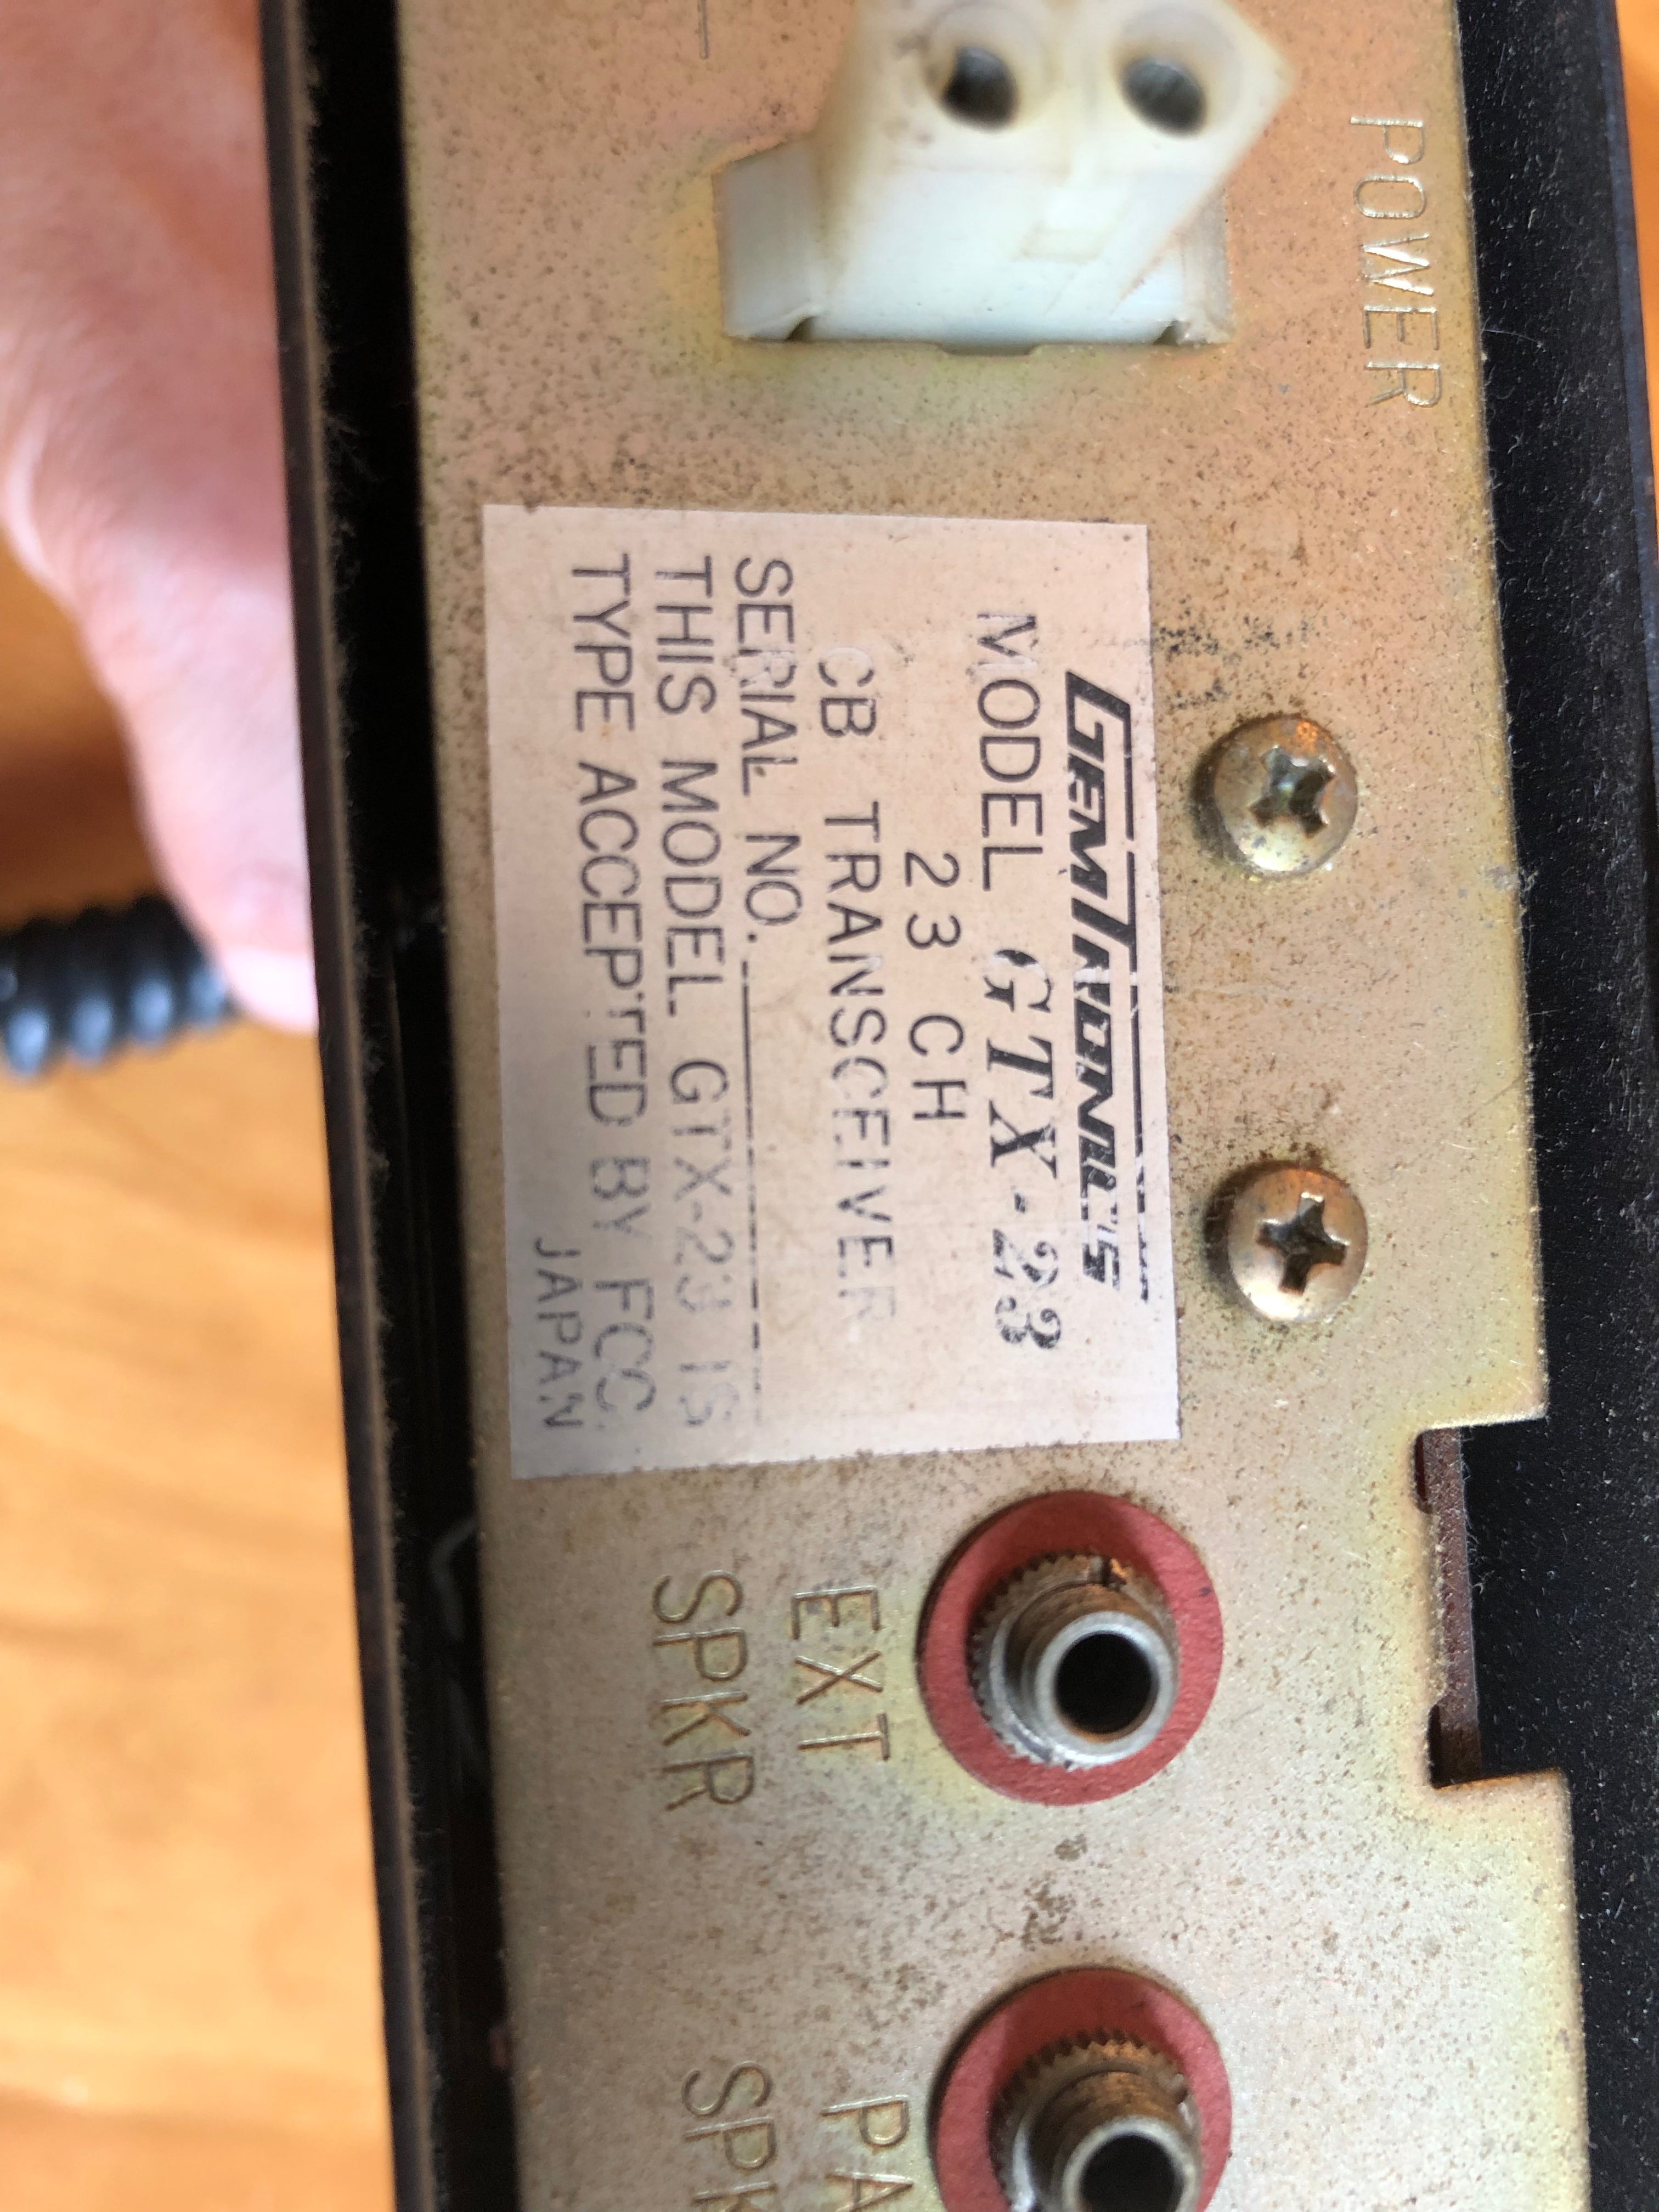 POWER
GEMTRONICS
MODEL GTX-23
23 CH
CB TRANSCEIVER
SERIAL NO.
THIS MODEL GTX-23 IS
TYPE ACCEPTED BY FCC
JAPAN
EXT
SPKR
PA
SPK